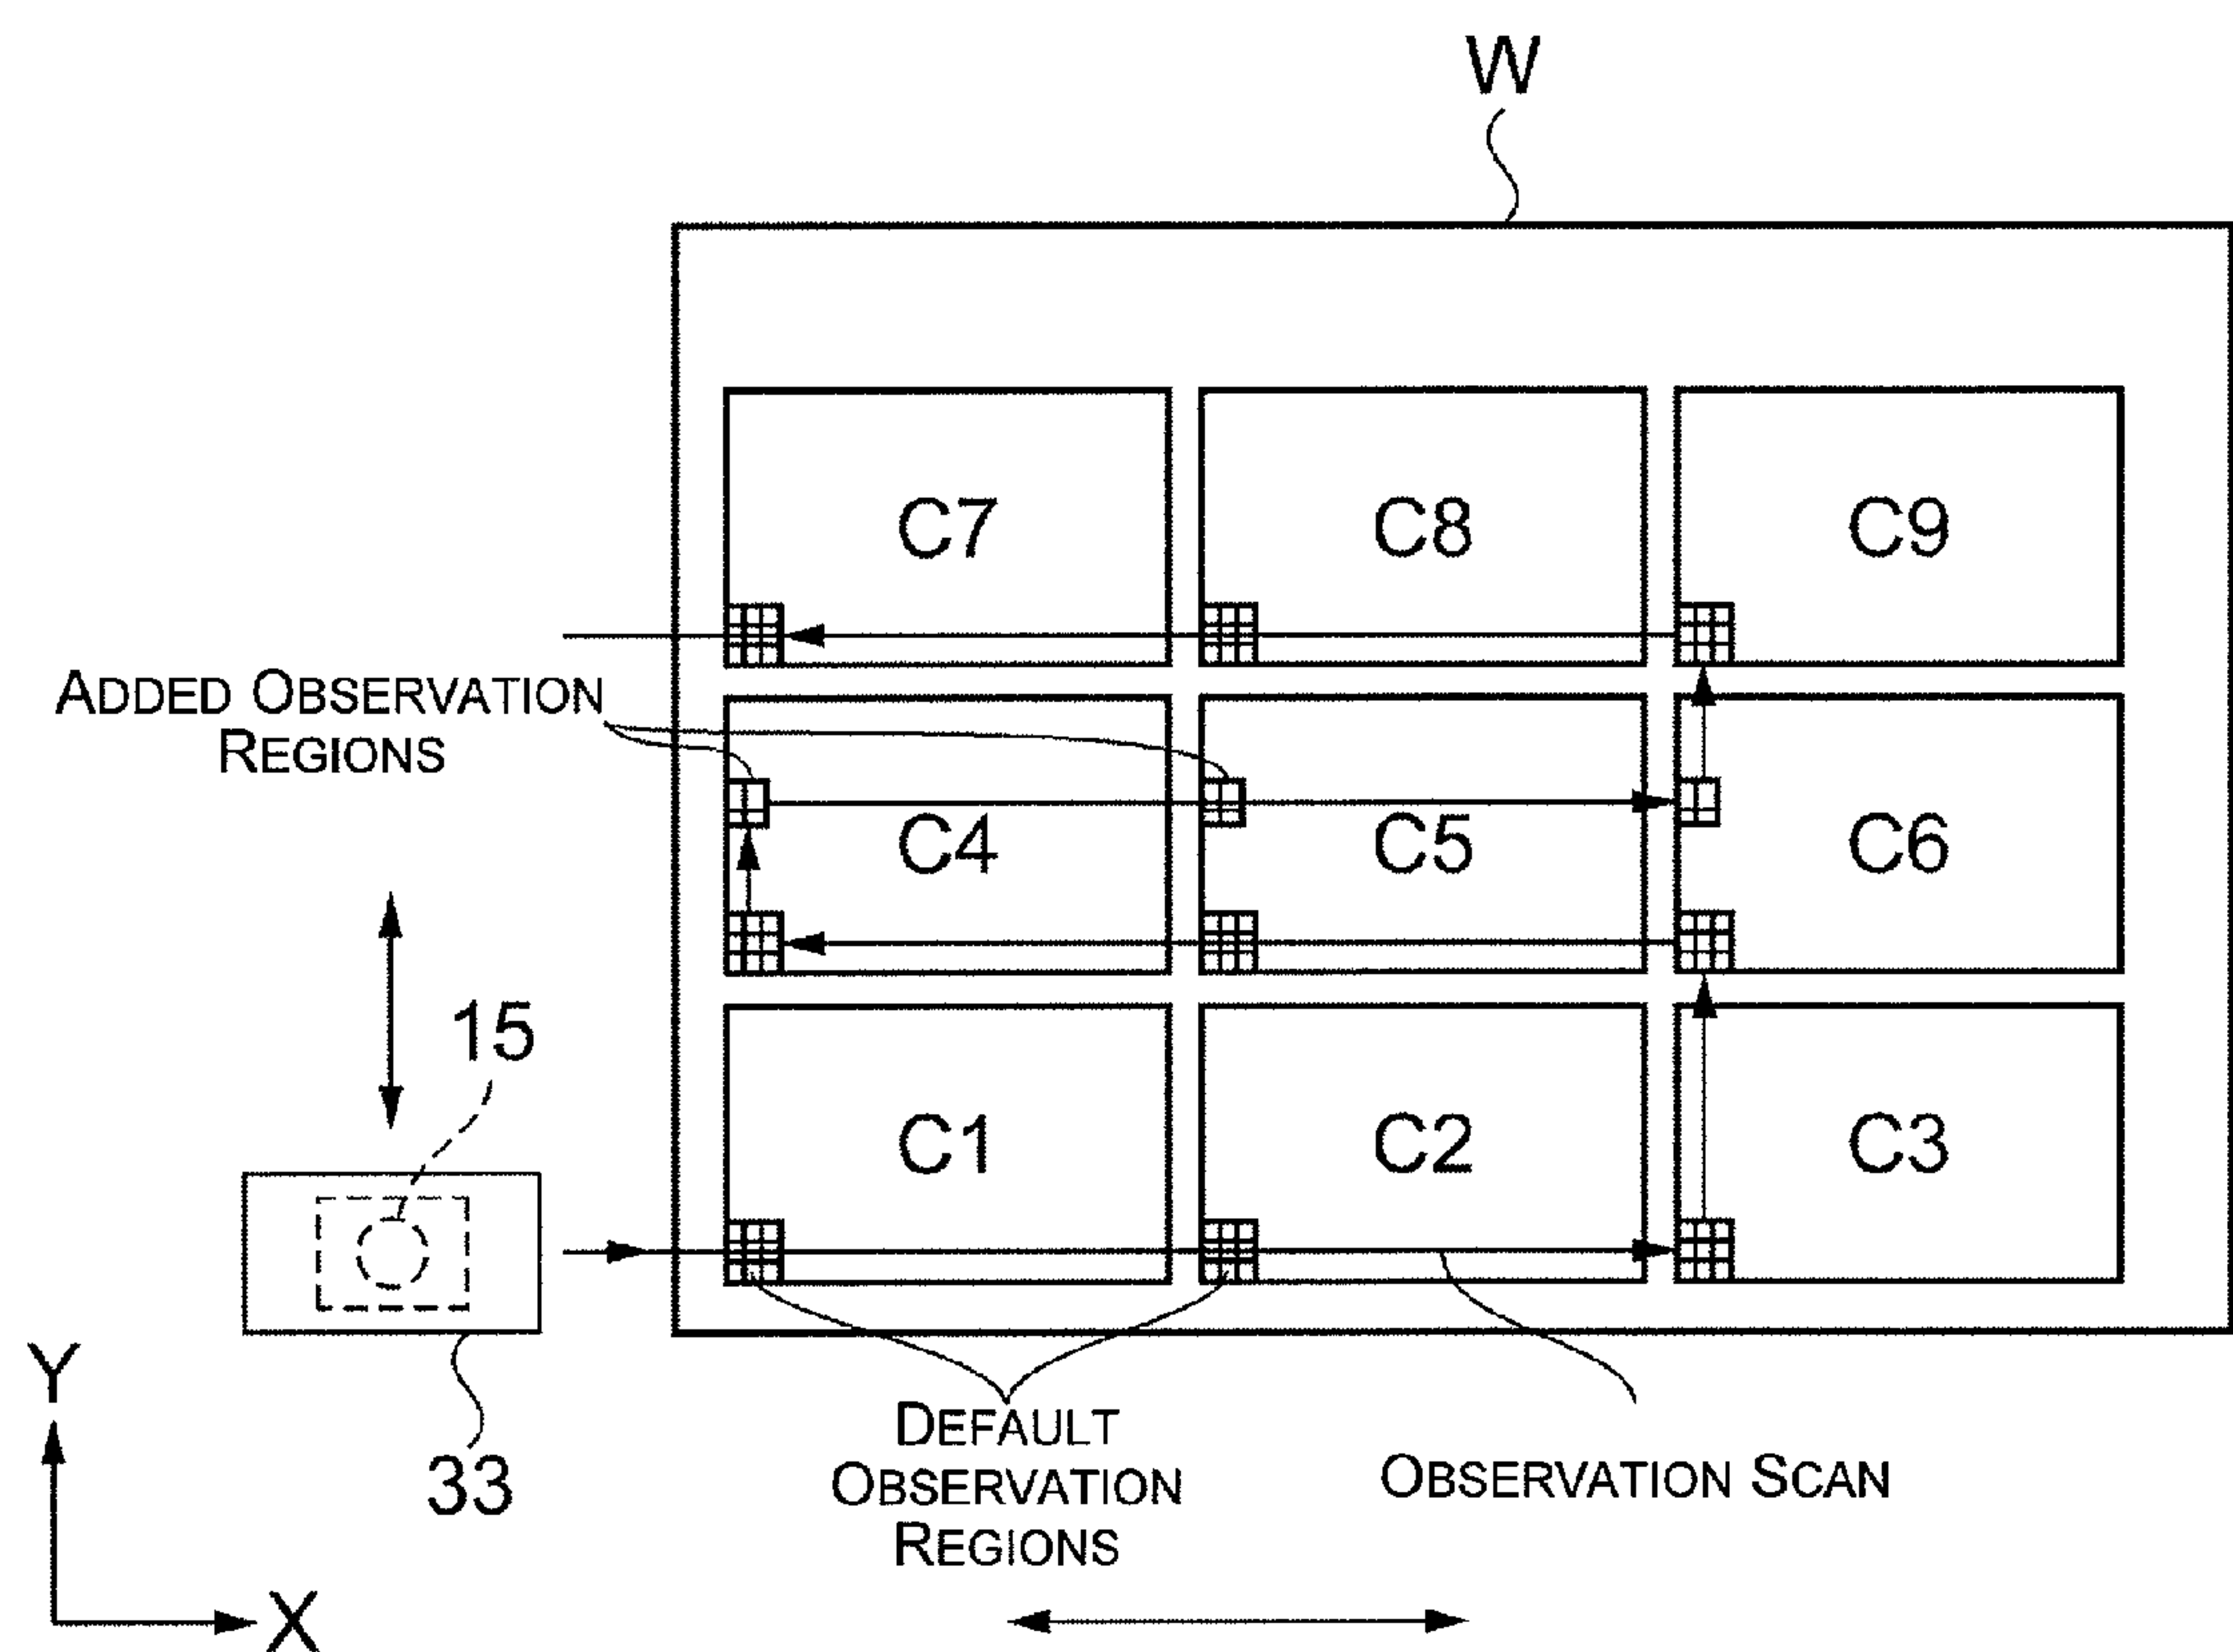 W
C7 C8 C9
ADDED OBSERVATION
REGIONS
C4 C5 C6
15
C1 C2 C3
Y
33
X
DEFAULT
OBSERVATION
REGIONS
OBSERVATION SCAN